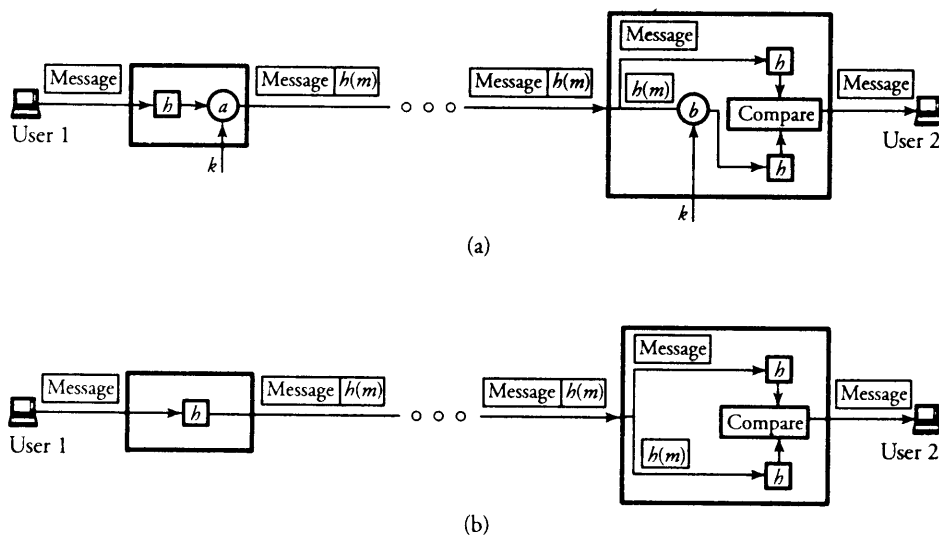 Message
h
a
k
User 1
Message h(m)
Message h(m)
Message
h(m)
b
k
h
Compare
h
Message
User 2
(a)
Message
h
User 1
Message h(m)
Message h(m)
Message
h(m)
h
Compare
h
Message
User 2
(b)